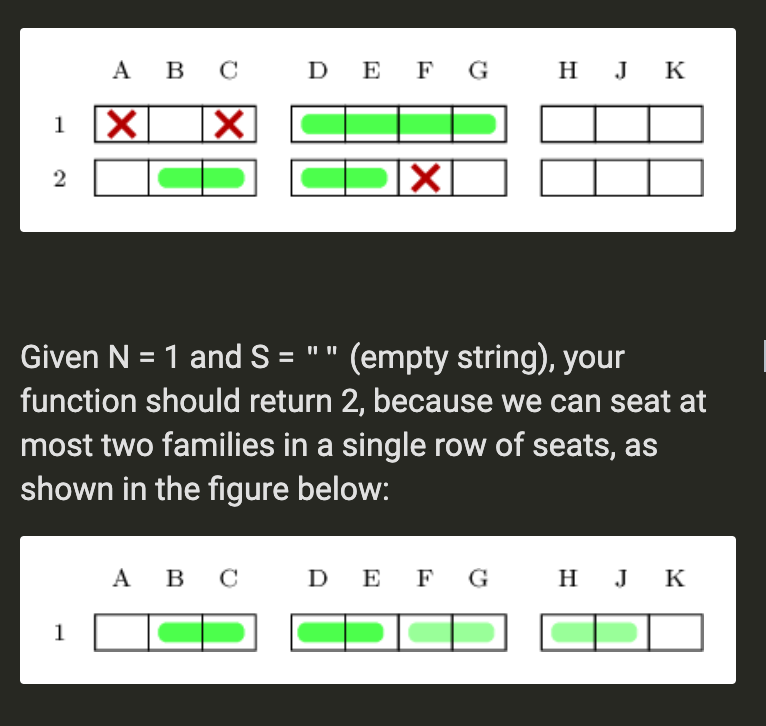 A B C D E F G H J K
1
2
Given N = 1 and S = "" (empty string), your
function should return 2, because we can seat at
most two families in a single row of seats, as
shown in the figure below:
A B C D E F G H J K
1